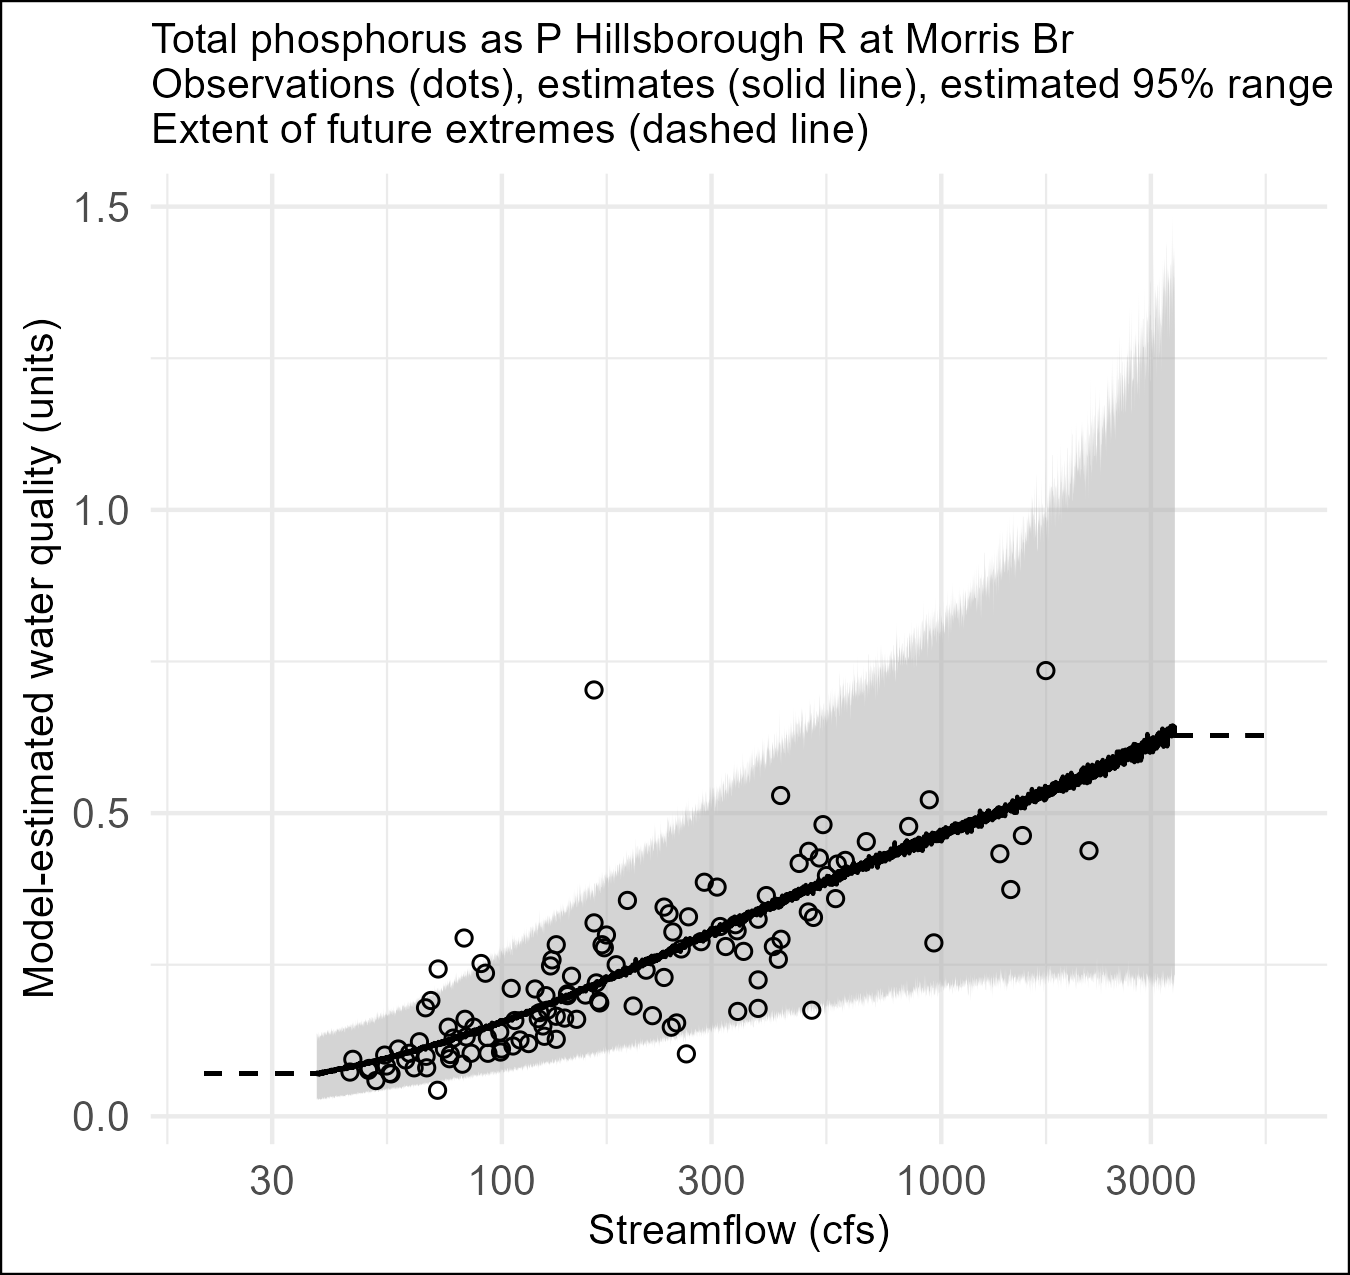 Total phosphorus as P Hillsborough R at Morris Br
Observations (dots), estimates (solid line), estimated 95% range
Extent of future extremes (dashed line)
1.5
1.0
0.5
0.0
Model-estimated water quality (units)
30 100 300 1000 3000
Streamflow (cfs)